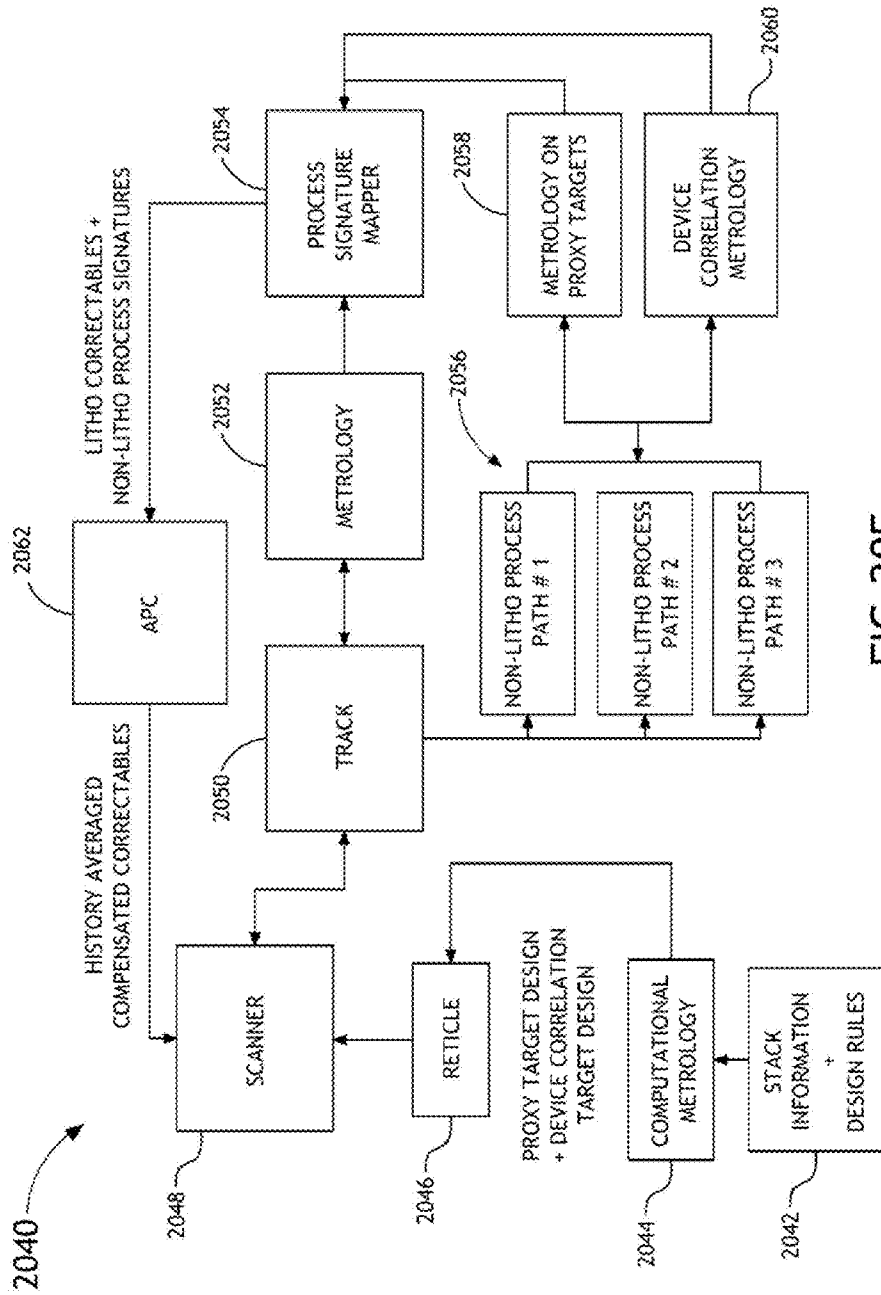 2040
2062
APC
HISTORY AVERAGED
COMPENSATED CORRECTABLES
LITHO CORRECTABLES +
NON-LITHO PROCESS SIGNATURES
2048
SCANNER
2050
TRACK
2052
METROLOGY
2054
PROCESS
SIGNATURE
MAPPER
2046
RETICLE
PROXY TARGET DESIGN
+ DEVICE CORRELATION
TARGET DESIGN
2044
COMPUTATIONAL
METROLOGY
2042
STACK
INFORMATION
+
DESIGN RULES
2056
NON-LITHO PROCESS
PATH # 1
NON-LITHO PROCESS
PATH # 2
NON-LITHO PROCESS
PATH # 3
2058
METROLOGY ON
PROXY TARGETS
2060
DEVICE
CORRELATION
METROLOGY
FIG.